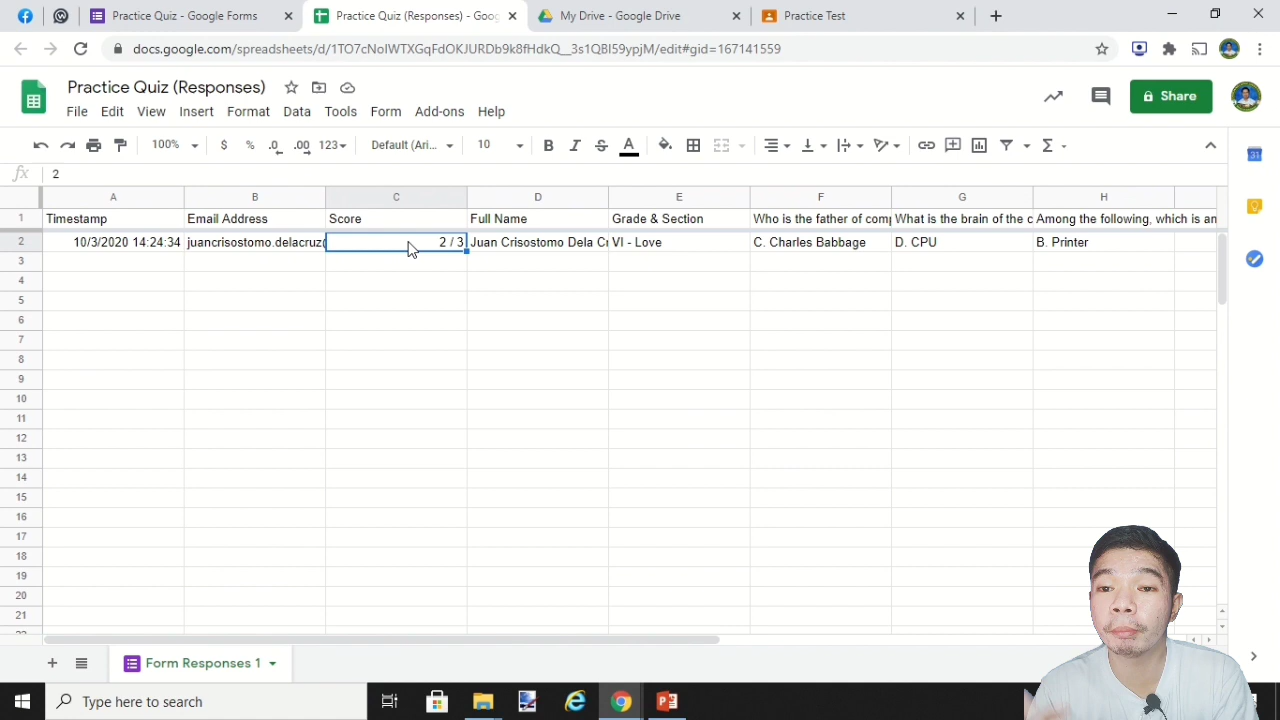 Practice Quiz - Google Forms
Practice Quiz (Responses) - Goog
My Drive - Google Drive
Practice Test
docs.google.com/spreadsheets/d/1TO7cNoIWTXGqFtOKJURDb9k8fHdkQ__3s1QBI59ypjM/edit#gid=167141559
Practice Quiz (Responses)
File Edit View Insert Format Data Tools Form Add-ons Help
Share
100% $ % .0 .00 123 Default (Ari... 10 B I S A Σ
31
fx 2
A B C D E F G H
1 Timestamp Email Address Score Full Name Grade & Section Who is the father of comp What is the brain of the c Among the following, which is an
2 10/3/2020 14:24:34 juancrisostomo.delacruz 2 / 3 Juan Crisostomo Dela Cr VI - Love C. Charles Babbage D. CPU B. Printer
3
4
5
6
7
8
9
10
11
12
13
14
15
16
17
18
19
20
21
Form Responses 1
Type here to search